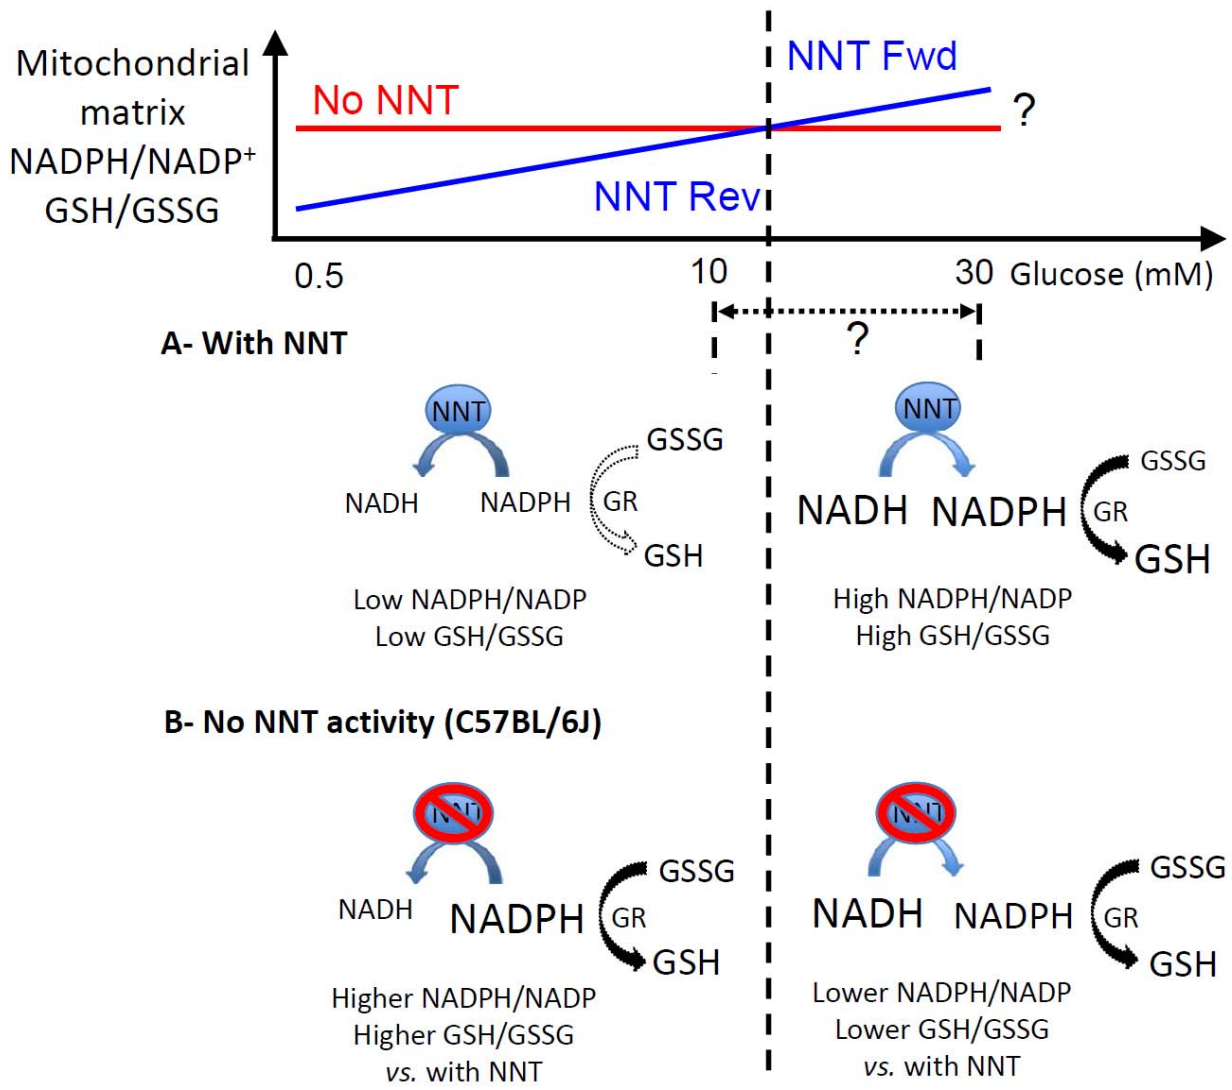 Mitochondrial
matrix
NADPH/NADP⁺
GSH/GSSG
No NNT
NNT Fwd
?
NNT Rev
0.5
10
30
Glucose (mM)
?
A- With NNT
NNT
NADH
NADPH
GSSG
GR
GSH
Low NADPH/NADP
Low GSH/GSSG
NNT
NADH
NADPH
GSSG
GR
GSH
High NADPH/NADP
High GSH/GSSG
B- No NNT activity (C57BL/6J)
NNT
NADH
NADPH
GSSG
GR
GSH
Higher NADPH/NADP
Higher GSH/GSSG
vs. with NNT
NNT
NADH
NADPH
GSSG
GR
GSH
Lower NADPH/NADP
Lower GSH/GSSG
vs. with NNT